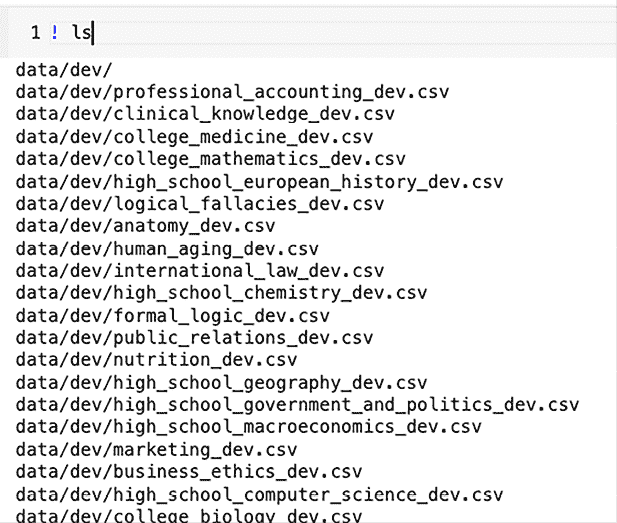 1 ! ls
data/dev/
data/dev/professional_accounting_dev.csv
data/dev/clinical_knowledge_dev.csv
data/dev/college_medicine_dev.csv
data/dev/college_mathematics_dev.csv
data/dev/high_school_european_history_dev.csv
data/dev/logical_fallacies_dev.csv
data/dev/anatomy_dev.csv
data/dev/human_aging_dev.csv
data/dev/international_law_dev.csv
data/dev/high_school_chemistry_dev.csv
data/dev/formal_logic_dev.csv
data/dev/public_relations_dev.csv
data/dev/nutrition_dev.csv
data/dev/high_school_geography_dev.csv
data/dev/high_school_government_and_politics_dev.csv
data/dev/high_school_macroeconomics_dev.csv
data/dev/marketing_dev.csv
data/dev/business_ethics_dev.csv
data/dev/high_school_computer_science_dev.csv
data/dev/college_biology_dev.csv